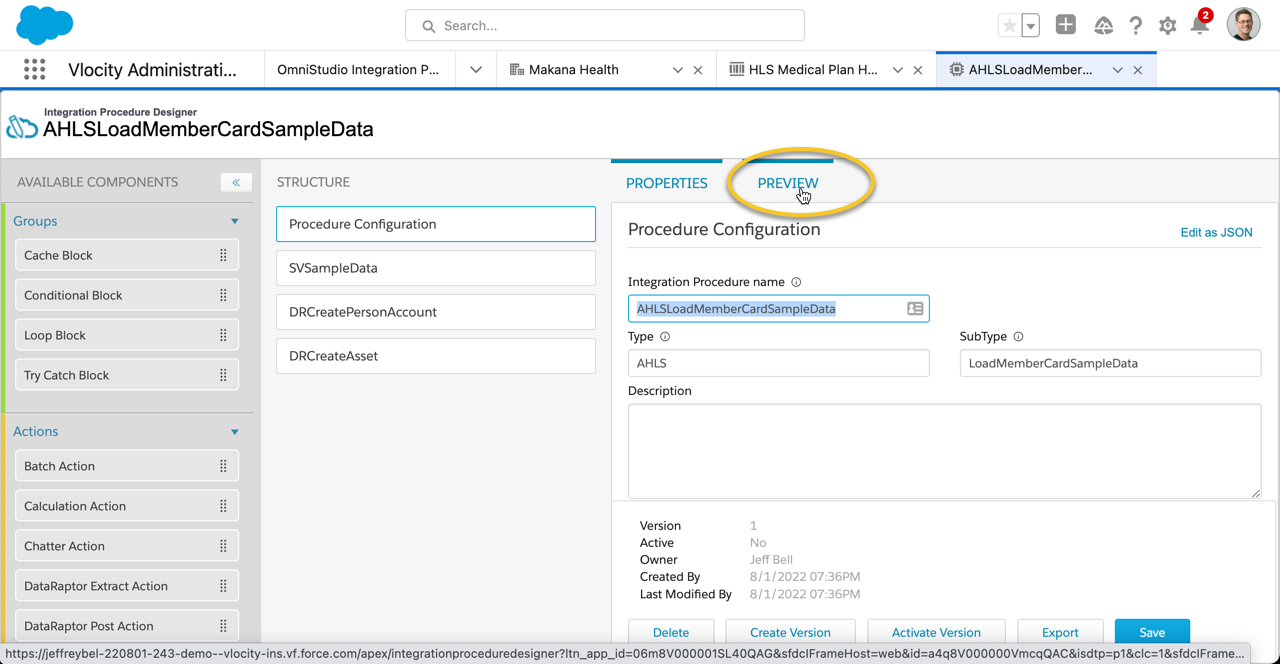 Search...
2
Vlocity Administrati...
OmniStudio Integration P...
Makana Health
HLS Medical Plan H...
AHLSLoadMember...
Integration Procedure Designer
AHLSLoadMemberCardSampleData
AVAILABLE COMPONENTS
Groups
Cache Block
Conditional Block
Loop Block
Try Catch Block
Actions
Batch Action
Calculation Action
Chatter Action
DataRaptor Extract Action
DataRaptor Post Action
STRUCTURE
Procedure Configuration
SVSampleData
DRCreatePersonAccount
DRCreateAsset
PROPERTIES
PREVIEW
Procedure Configuration
Edit as JSON
Integration Procedure name
AHLSLoadMemberCardSampleData
Type
AHLS
SubType
LoadMemberCardSampleData
Description
Version 1
Active No
Owner Jeff Bell
Created By 8/1/2022 07:36PM
Last Modified By 8/1/2022 07:36PM
Delete
Create Version
Activate Version
Export
Save
https://jeffreybel-220801-243-demo--vlocity-ins.vf.force.com/apex/integrationproceduredesigner?ltn_app_id=06m8V000001SL40QAG&sfdcIFrameHost=web&id=a4q8V000000VmcqQAC&isdtp=p1&clc=1&sfdcIFrame...